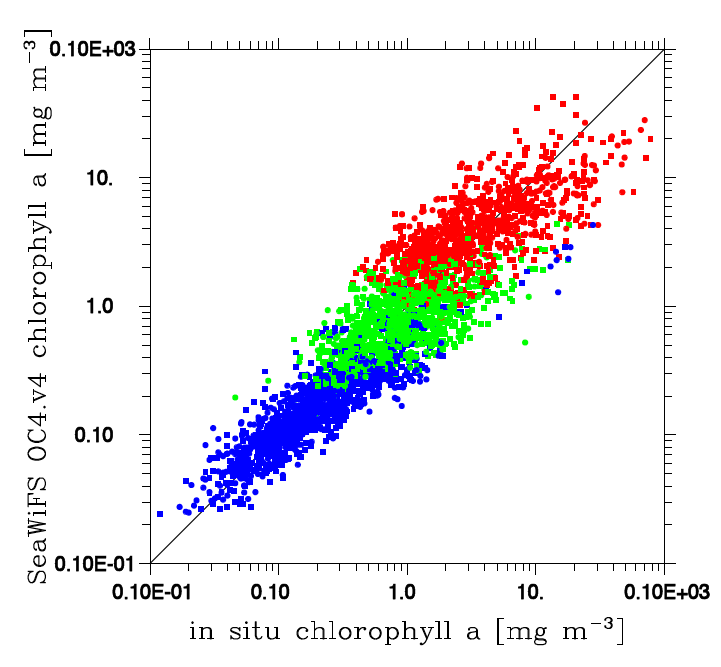 SeaWiFS OC4.v4 chlorophyll a [mg m⁻³]
0.10E+03
10.
1.0
0.10
0.10E-01
0.10E-01 0.10 1.0 10. 0.10E+03
in situ chlorophyll a [mg m⁻³]